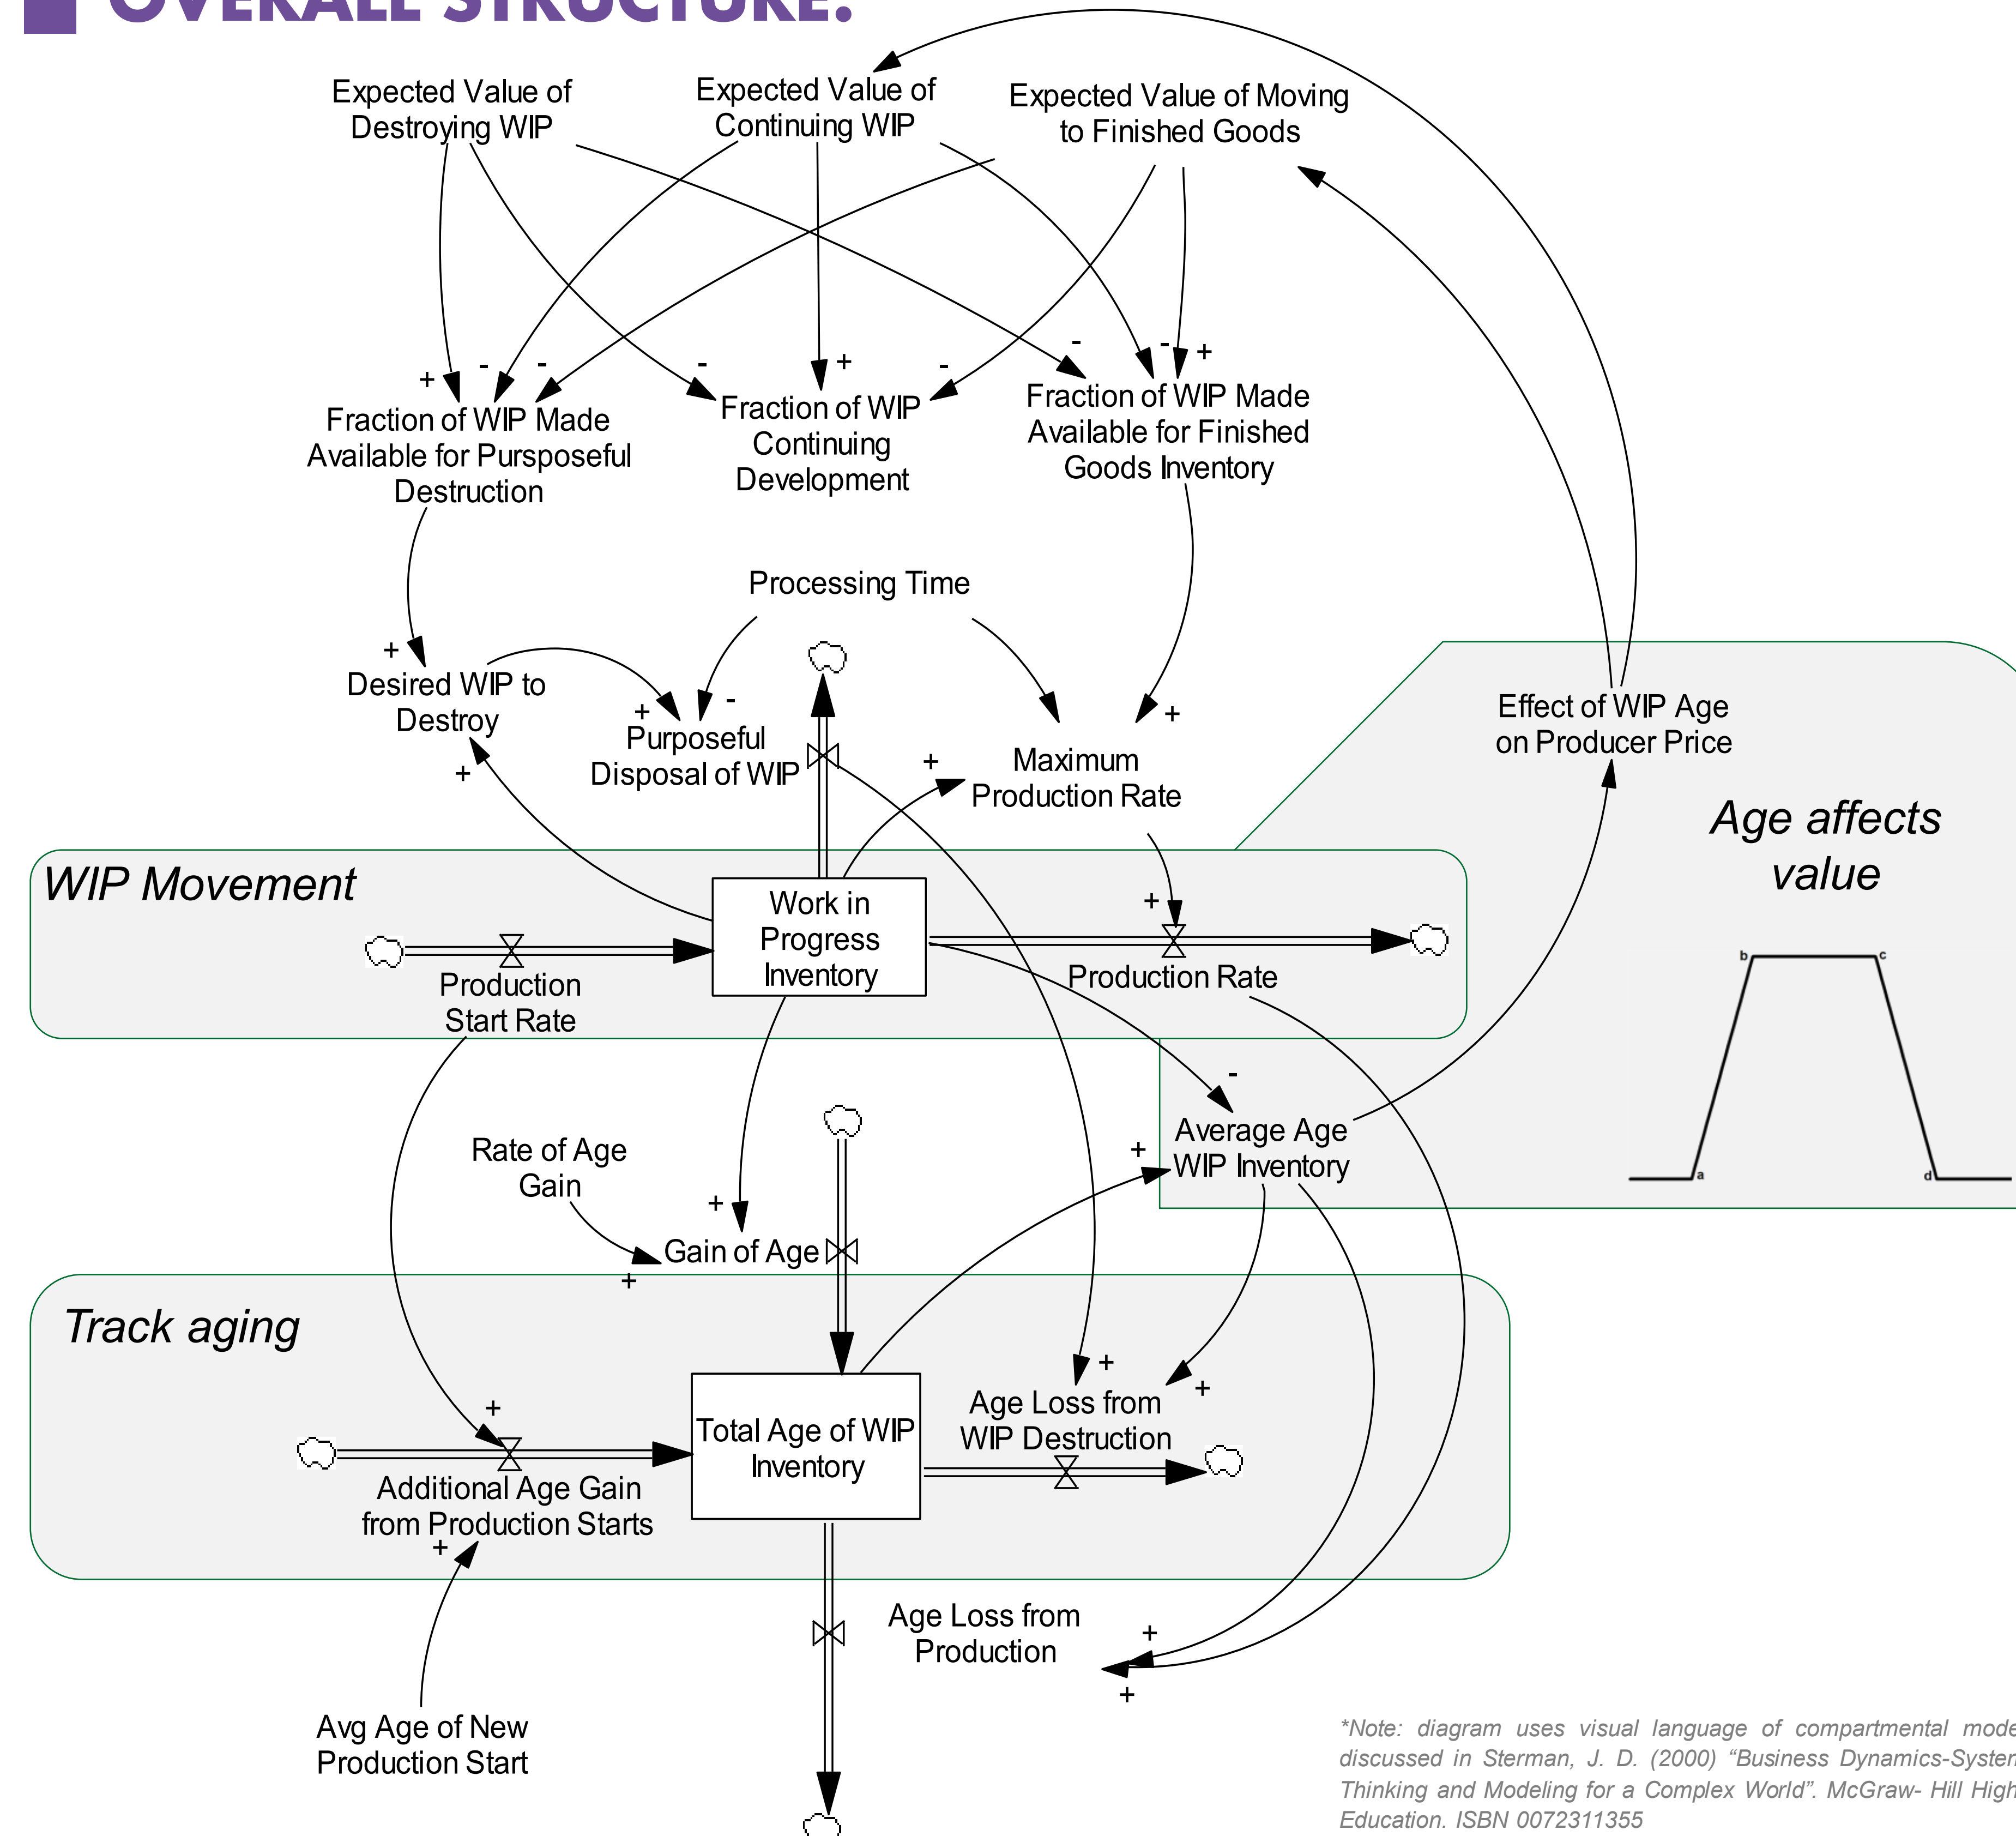 OVERALL STRUCTURE:
Expected Value of
Destroying WIP
Expected Value of
Continuing WIP
Expected Value of Moving
to Finished Goods
+
-
-
-
+
-
-
-
+
Fraction of WIP Made
Available for Pursposeful
Destruction
Fraction of WIP
Continuing
Development
Fraction of WIP Made
Available for Finished
Goods Inventory
Processing Time
+
Desired WIP to
Destroy
+
+
-
Purposeful
Disposal of WIP
+
+
Maximum
Production Rate
Effect of WIP Age
on Producer Price
Age affects
value
b
c
a
d
WIP Movement
Production
Start Rate
Work in
Progress
Inventory
+
Production Rate
-
+
Average Age
WIP Inventory
Rate of Age
Gain
+
+
Gain of Age
Track aging
+
Additional Age Gain
from Production Starts
+
Total Age of WIP
Inventory
+
+
Age Loss from
WIP Destruction
Age Loss from
Production
+
+
Avg Age of New
Production Start
*Note: diagram uses visual language of compartmental mode
discussed in Sterman, J. D. (2000) “Business Dynamics-System
Thinking and Modeling for a Complex World”. McGraw- Hill High
Education. ISBN 0072311355